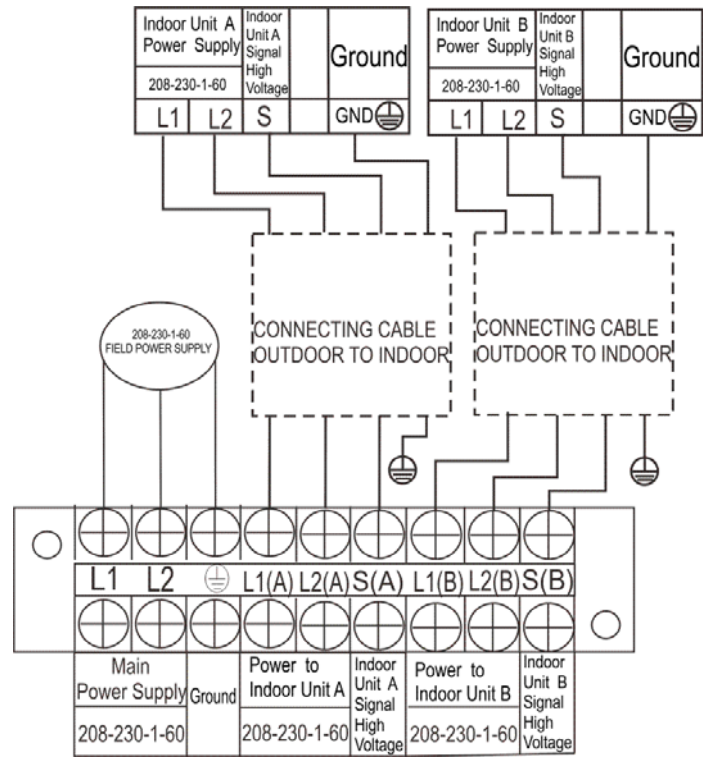 Indoor Unit A
Power Supply
208-230-1-60
Indoor
Unit A
Signal
High
Voltage
Ground
L1 L2 S GND
Indoor Unit B
Power Supply
208-230-1-60
Indoor
Unit B
Signal
High
Voltage
Ground
L1 L2 S GND
208-230-1-60
FIELD POWER SUPPLY
CONNECTING CABLE
OUTDOOR TO INDOOR
CONNECTING CABLE
OUTDOOR TO INDOOR
L1 L2 L1(A) L2(A) S(A) L1(B) L2(B) S(B)
Main
Power Supply
208-230-1-60
Ground
Power to
Indoor Unit A
208-230-1-60
Indoor
Unit A
Signal
High
Voltage
Power to
Indoor Unit B
208-230-1-60
Indoor
Unit B
Signal
High
Voltage